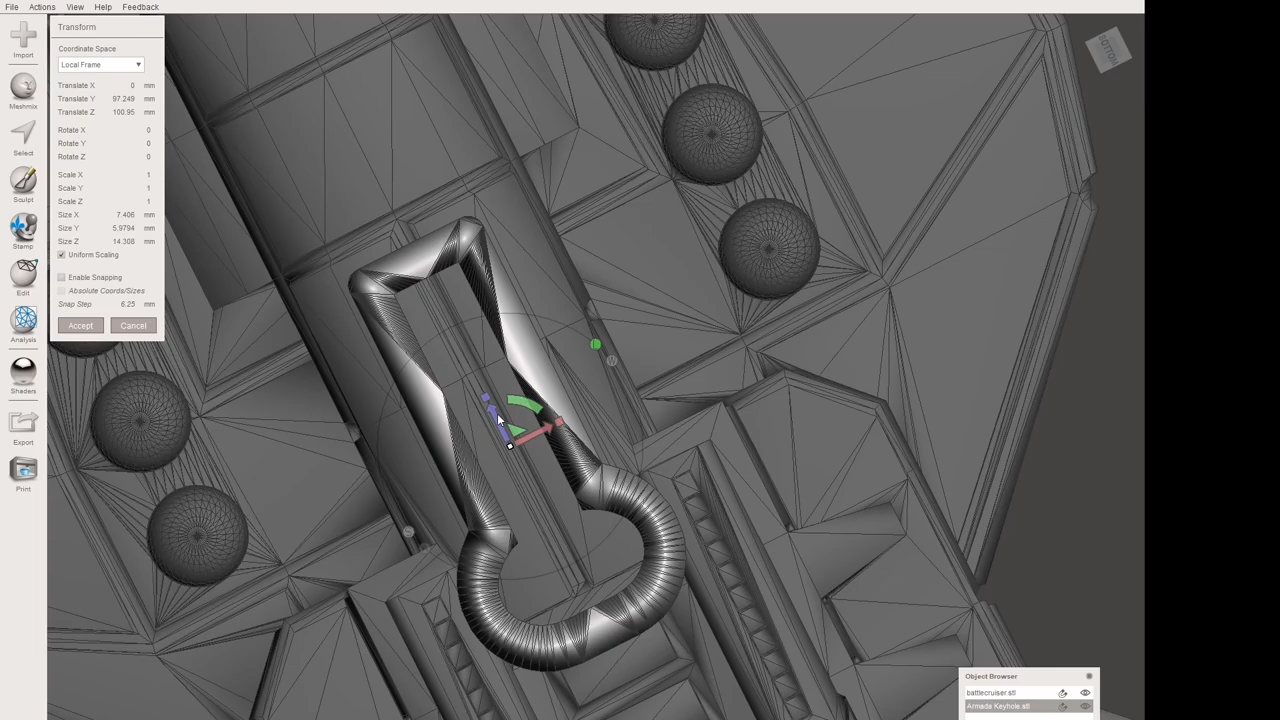 File Actions View Help Feedback
Import
Meshmix
Select
Sculpt
Stamp
Edit
Analysis
Shaders
Export
Print
Transform
Coordinate Space
Local Frame
Translate X 0 mm
Translate Y 97.249 mm
Translate Z 100.95 mm
Rotate X 0
Rotate Y 0
Rotate Z 0
Scale X 1
Scale Y 1
Scale Z 1
Size X 7.406 mm
Size Y 5.9794 mm
Size Z 14.308 mm
Uniform Scaling
Enable Snapping
Absolute Coords/Sizes
Snap Step 6.25 mm
Accept Cancel
BOTTOM
Object Browser
battlecruiser.stl
Armada Keyhole.stl